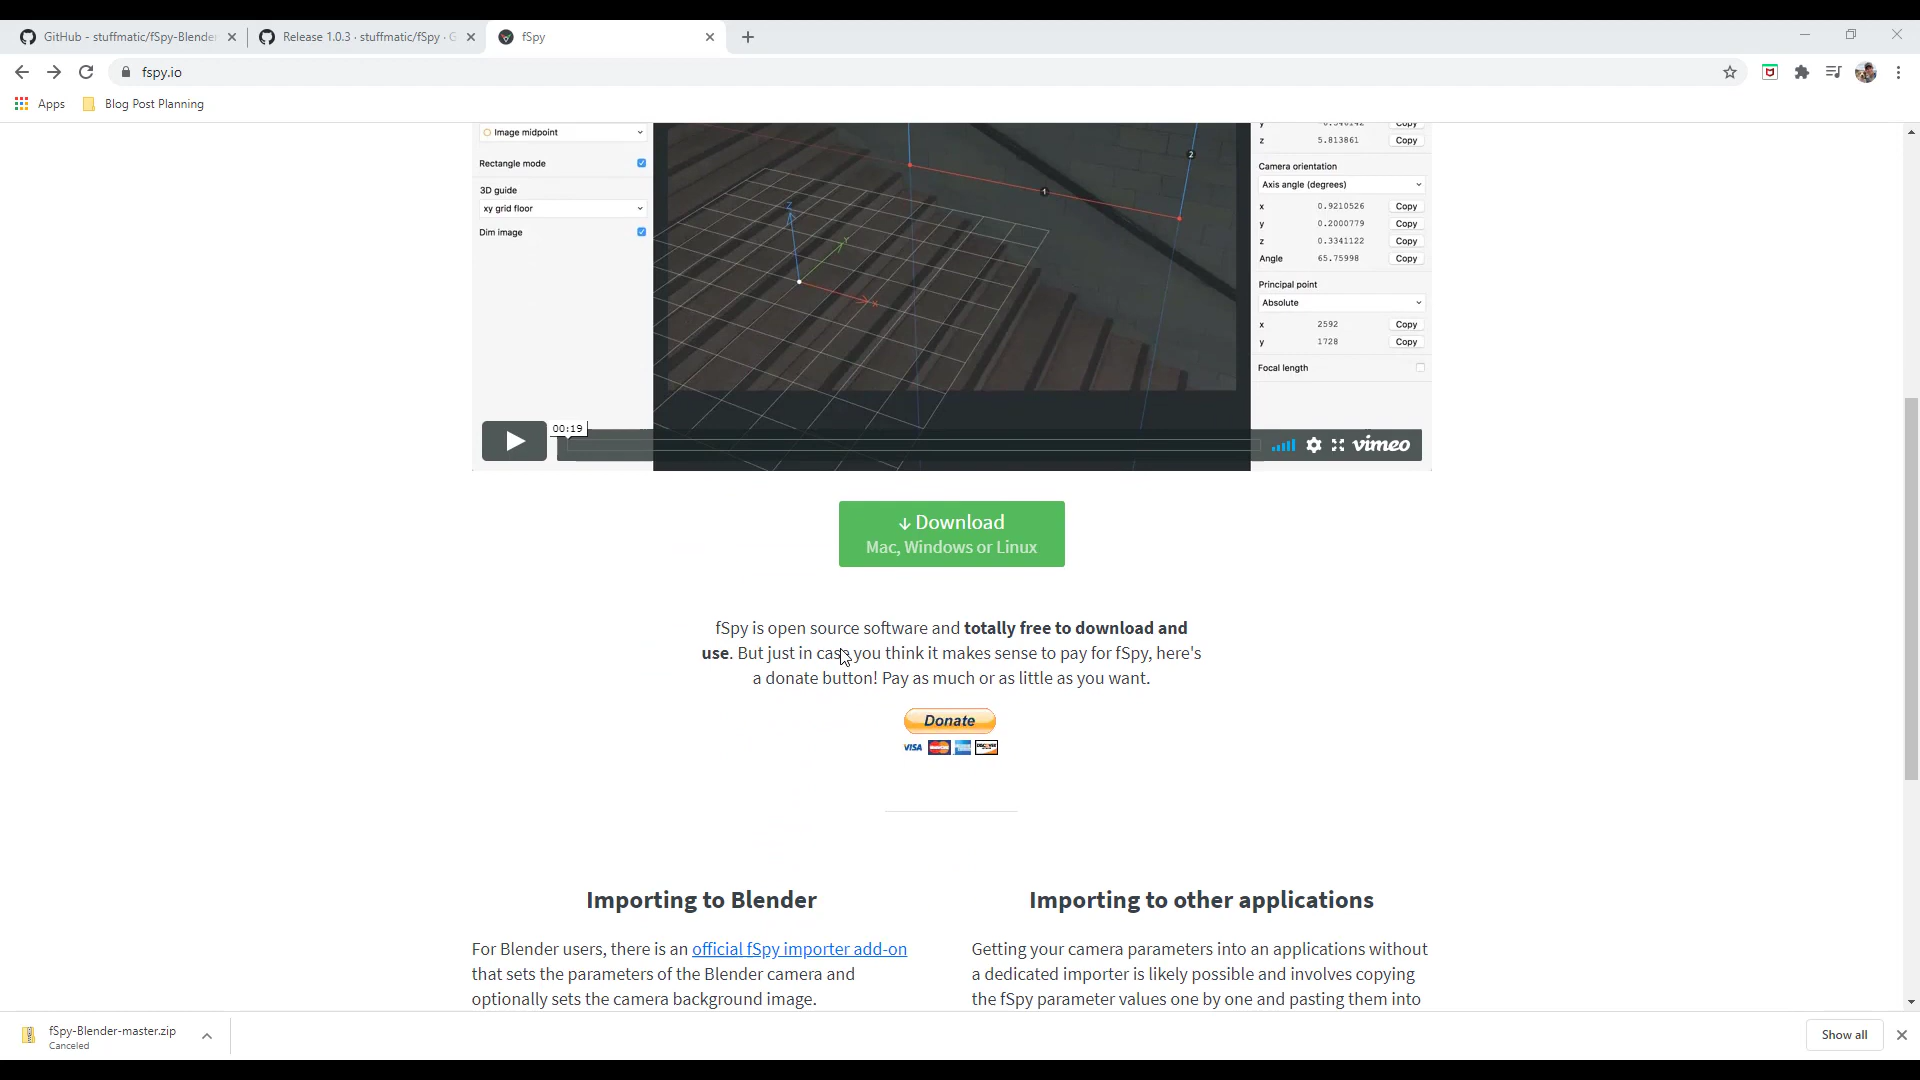 GitHub - stuffmatic/fSpy-Blende
Release 1.0.3 · stuffmatic/fSpy · G
fSpy
fspy.io
Apps
Blog Post Planning
Image midpoint
Rectangle mode
3D guide
xy grid floor
Dim image
Z
Y
X
1
2
Copy
z 5.813861 Copy
Camera orientation
Axis angle (degrees)
x 0.9210526 Copy
y 0.2000779 Copy
z 0.3341122 Copy
Angle 65.75998 Copy
Principal point
Absolute
x 2592 Copy
y 1728 Copy
Focal length
00:19
vimeo
Download
Mac, Windows or Linux
fSpy is open source software and totally free to download and
use. But just in case you think it makes sense to pay for fSpy, here's
a donate button! Pay as much or as little as you want.
Donate
VISA
Importing to Blender
For Blender users, there is an official fSpy importer add-on
that sets the parameters of the Blender camera and
optionally sets the camera background image.
Importing to other applications
Getting your camera parameters into an applications without
a dedicated importer is likely possible and involves copying
the fSpy parameter values one by one and pasting them into
fSpy-Blender-master.zip
Canceled
Show all